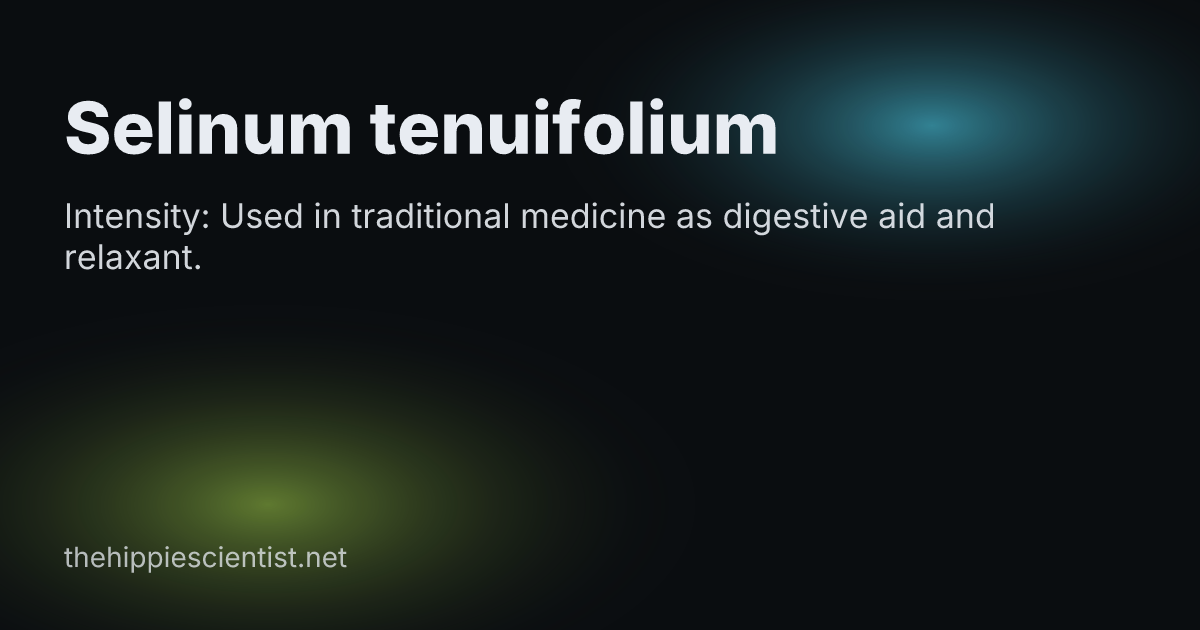 Selinum tenuifolium
Intensity: Used in traditional medicine as digestive aid and
relaxant.
thehippiescientist.net